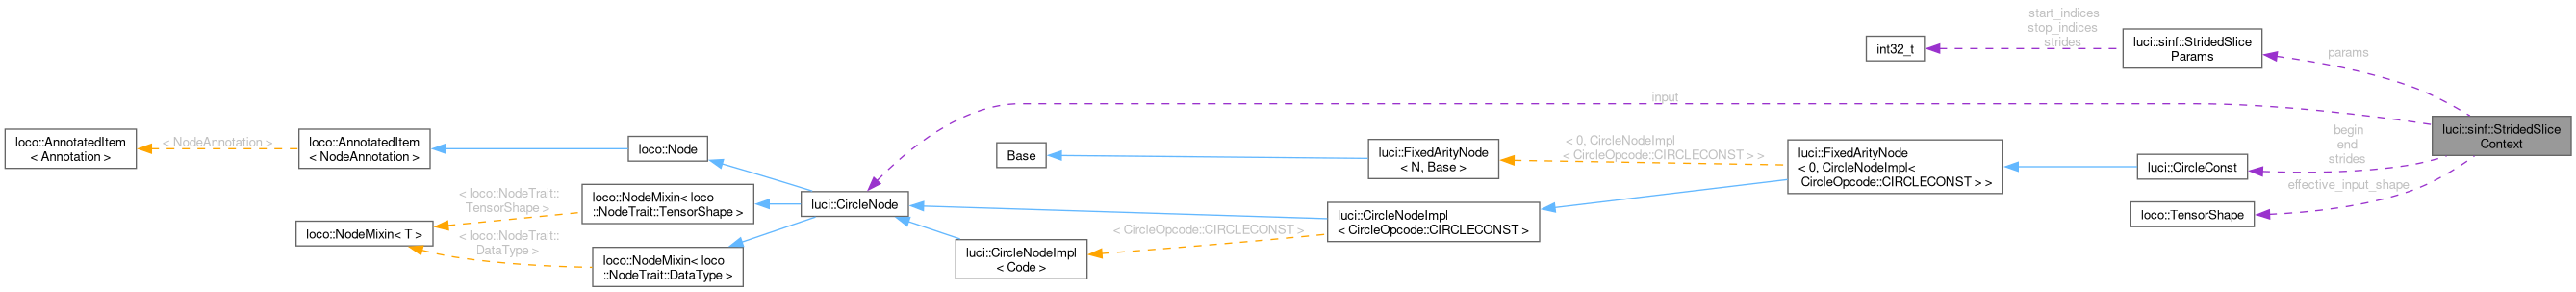 loco::AnnotatedItem
< Annotation >
< NodeAnnotation >
loco::AnnotatedItem
< NodeAnnotation >
loco::NodeMixin< T >
< loco::NodeTrait::
TensorShape >
< loco::NodeTrait::
DataType >
loco::Node
loco::NodeMixin< loco
::NodeTrait::TensorShape >
loco::NodeMixin< loco
::NodeTrait::DataType >
luci::CircleNode
Base
luci::CircleNodeImpl
< Code >
< CircleOpcode::CIRCLECONST >
luci::FixedArityNode
< N, Base >
luci::CircleNodeImpl
< CircleOpcode::CIRCLECONST >
< 0, CircleNodeImpl
< CircleOpcode::CIRCLECONST > >
input
luci::FixedArityNode
< 0, CircleNodeImpl<
CircleOpcode::CIRCLECONST > >
int32_t
start_indices
stop_indices
strides
luci::sinf::StridedSlice
Params
luci::CircleConst
loco::TensorShape
params
begin
end
strides
effective_input_shape
luci::sinf::StridedSlice
Context